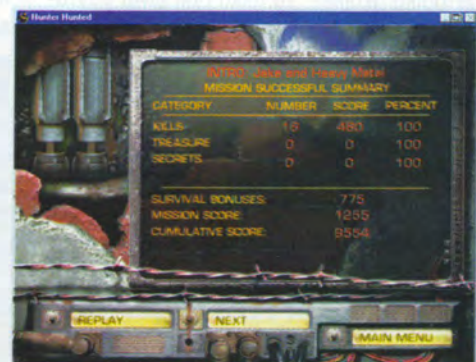 Hunter Hunted
INTRO: Jake and Heavy Metal
MISSION SUCCESSFUL SUMMARY
CATEGORY NUMBER SCORE PERCENT
KILLS 16 480 100
TREASURE 0 0 100
SECRETS 0 0 100
SURVIVAL BONUSES: 775
MISSION SCORE: 1255
CUMULATIVE SCORE: 8554
REPLAY NEXT
MAIN MENU